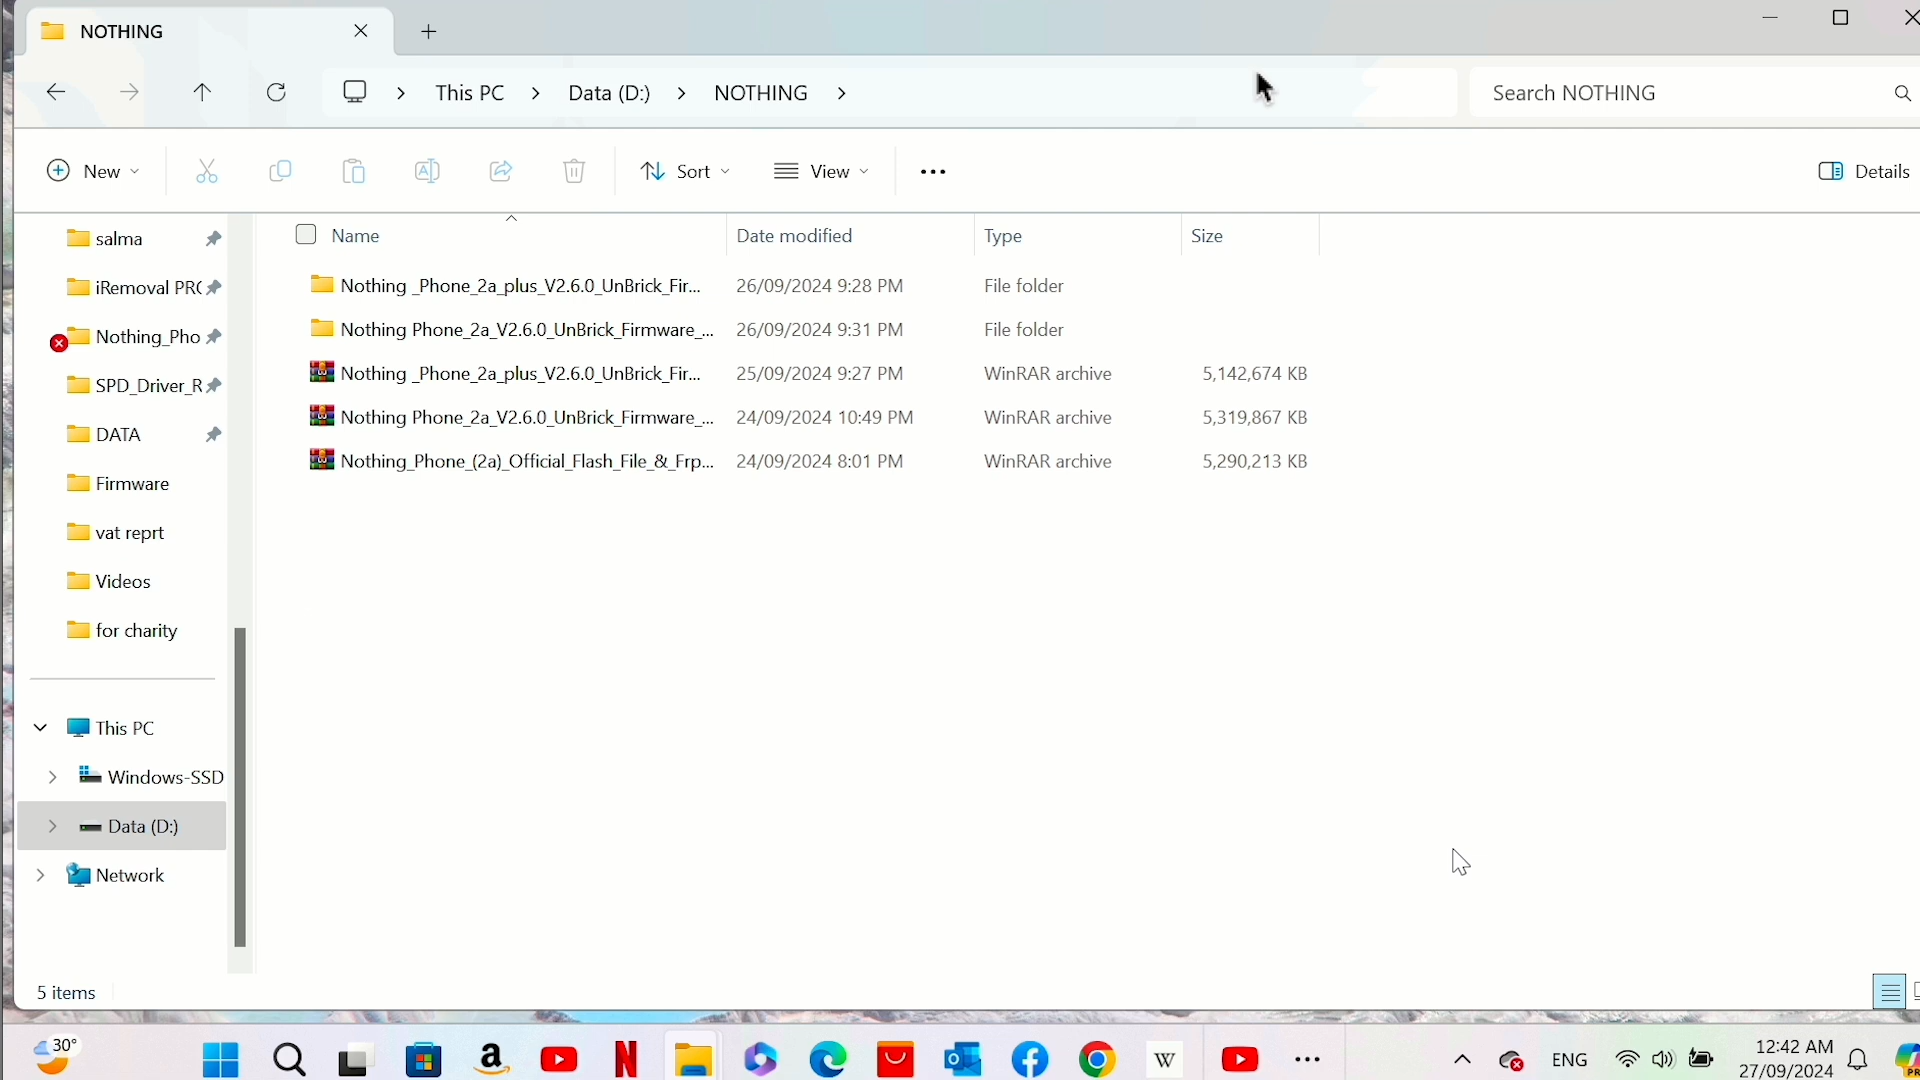 NOTHING
This PC > Data (D:) > NOTHING >
Search NOTHING
New
Sort
View
Details
salma
iRemoval PR
Nothing_Pho
SPD_Driver_R
DATA
Firmware
vat reprt
Videos
for charity
This PC
Windows-SSD
Data (D:)
Network
Name Date modified Type Size
Nothing _Phone_2a_plus_V2.6.0_UnBrick_Fir... 26/09/2024 9:28 PM File folder
Nothing Phone_2a_V2.6.0_UnBrick_Firmware_... 26/09/2024 9:31 PM File folder
Nothing _Phone_2a_plus_V2.6.0_UnBrick_Fir... 25/09/2024 9:27 PM WinRAR archive 5,142,674 KB
Nothing Phone_2a_V2.6.0_UnBrick_Firmware_... 24/09/2024 10:49 PM WinRAR archive 5,319,867 KB
Nothing_Phone_(2a)_Official_Flash_File_&_Frp... 24/09/2024 8:01 PM WinRAR archive 5,290,213 KB
5 items
30°
a
N
W
ENG
12:42 AM
27/09/2024